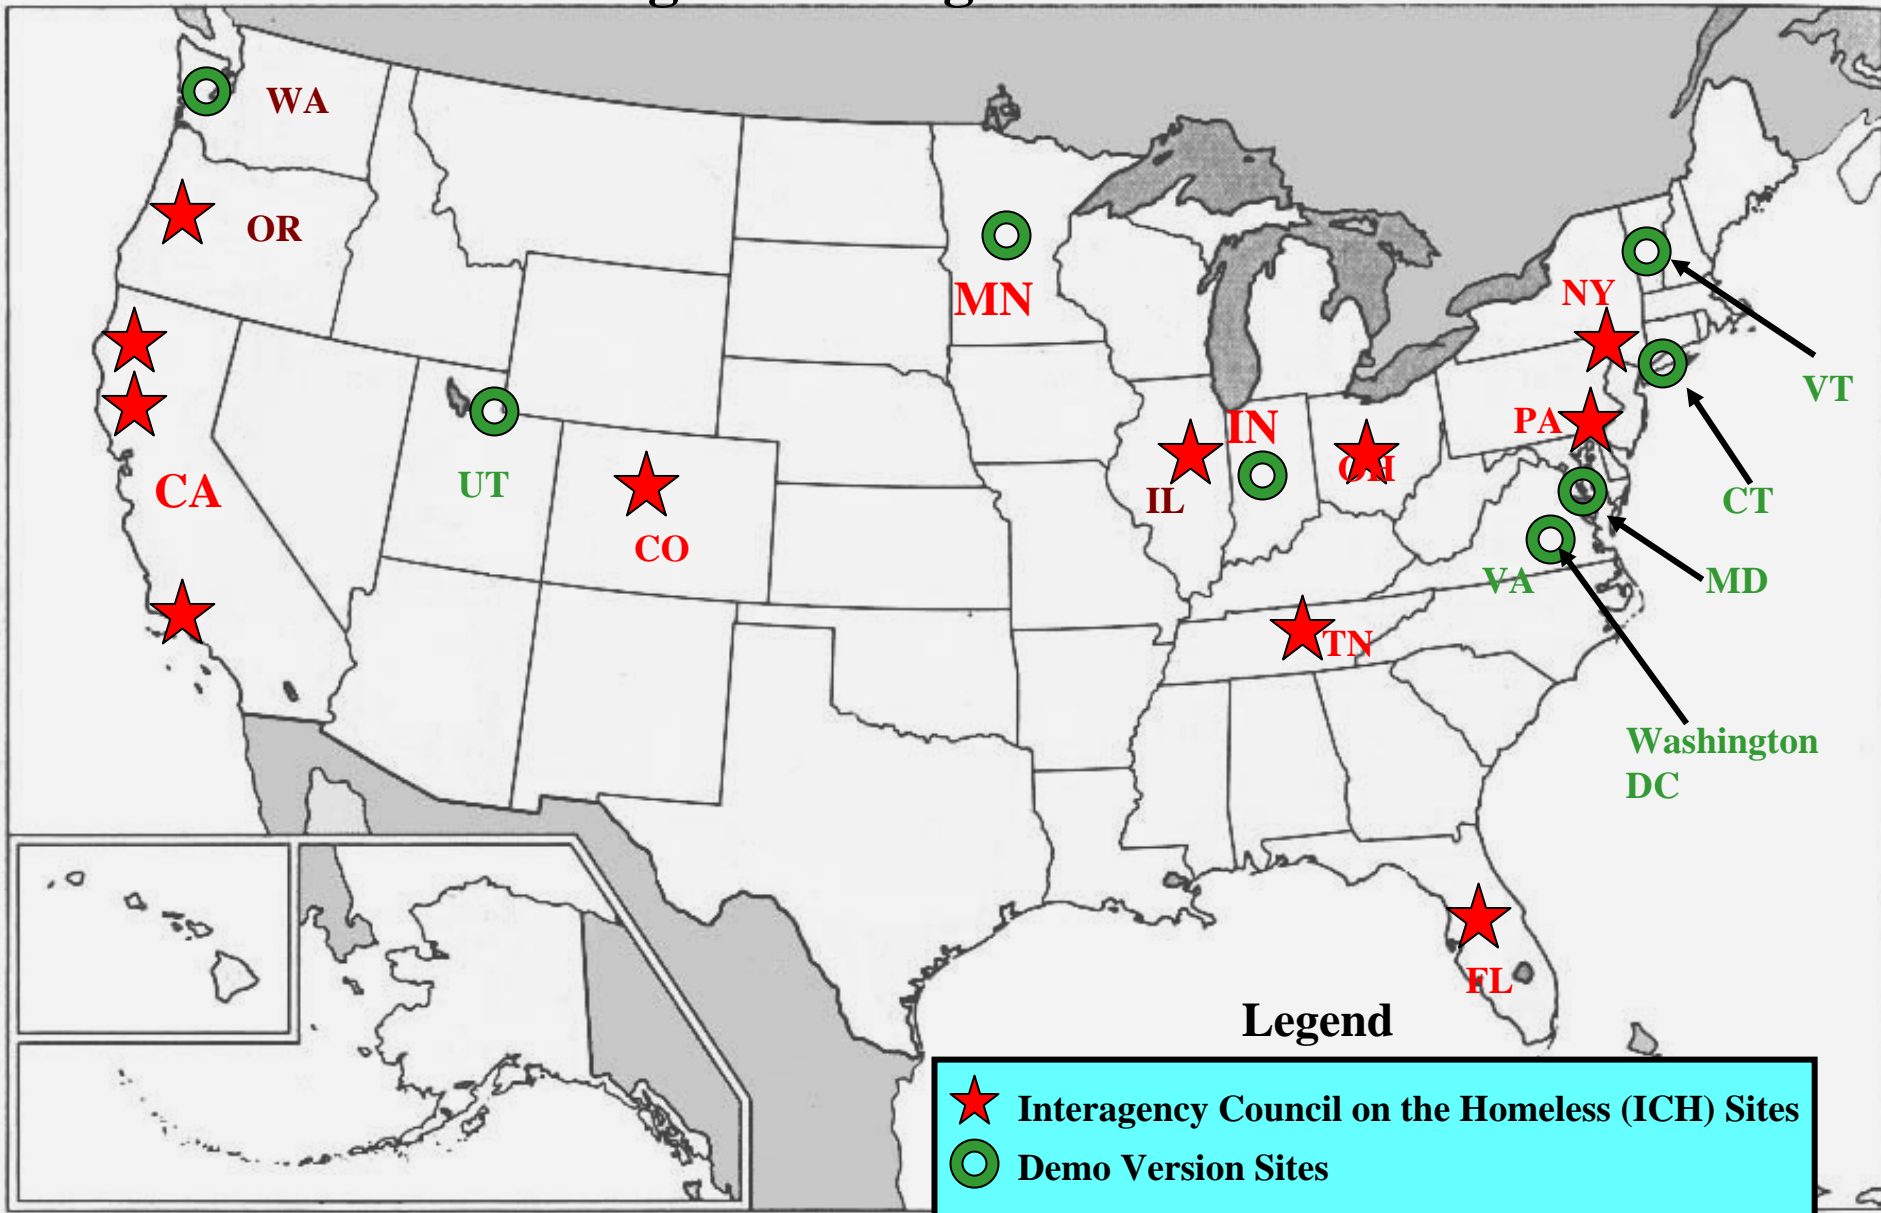 WA
OR
MN
NY
VT
IN
PA
OH
CA
UT
IL
CT
CO
VA
MD
TN
Washington
DC
FL
Legend
Interagency Council on the Homeless (ICH) Sites
Demo Version Sites